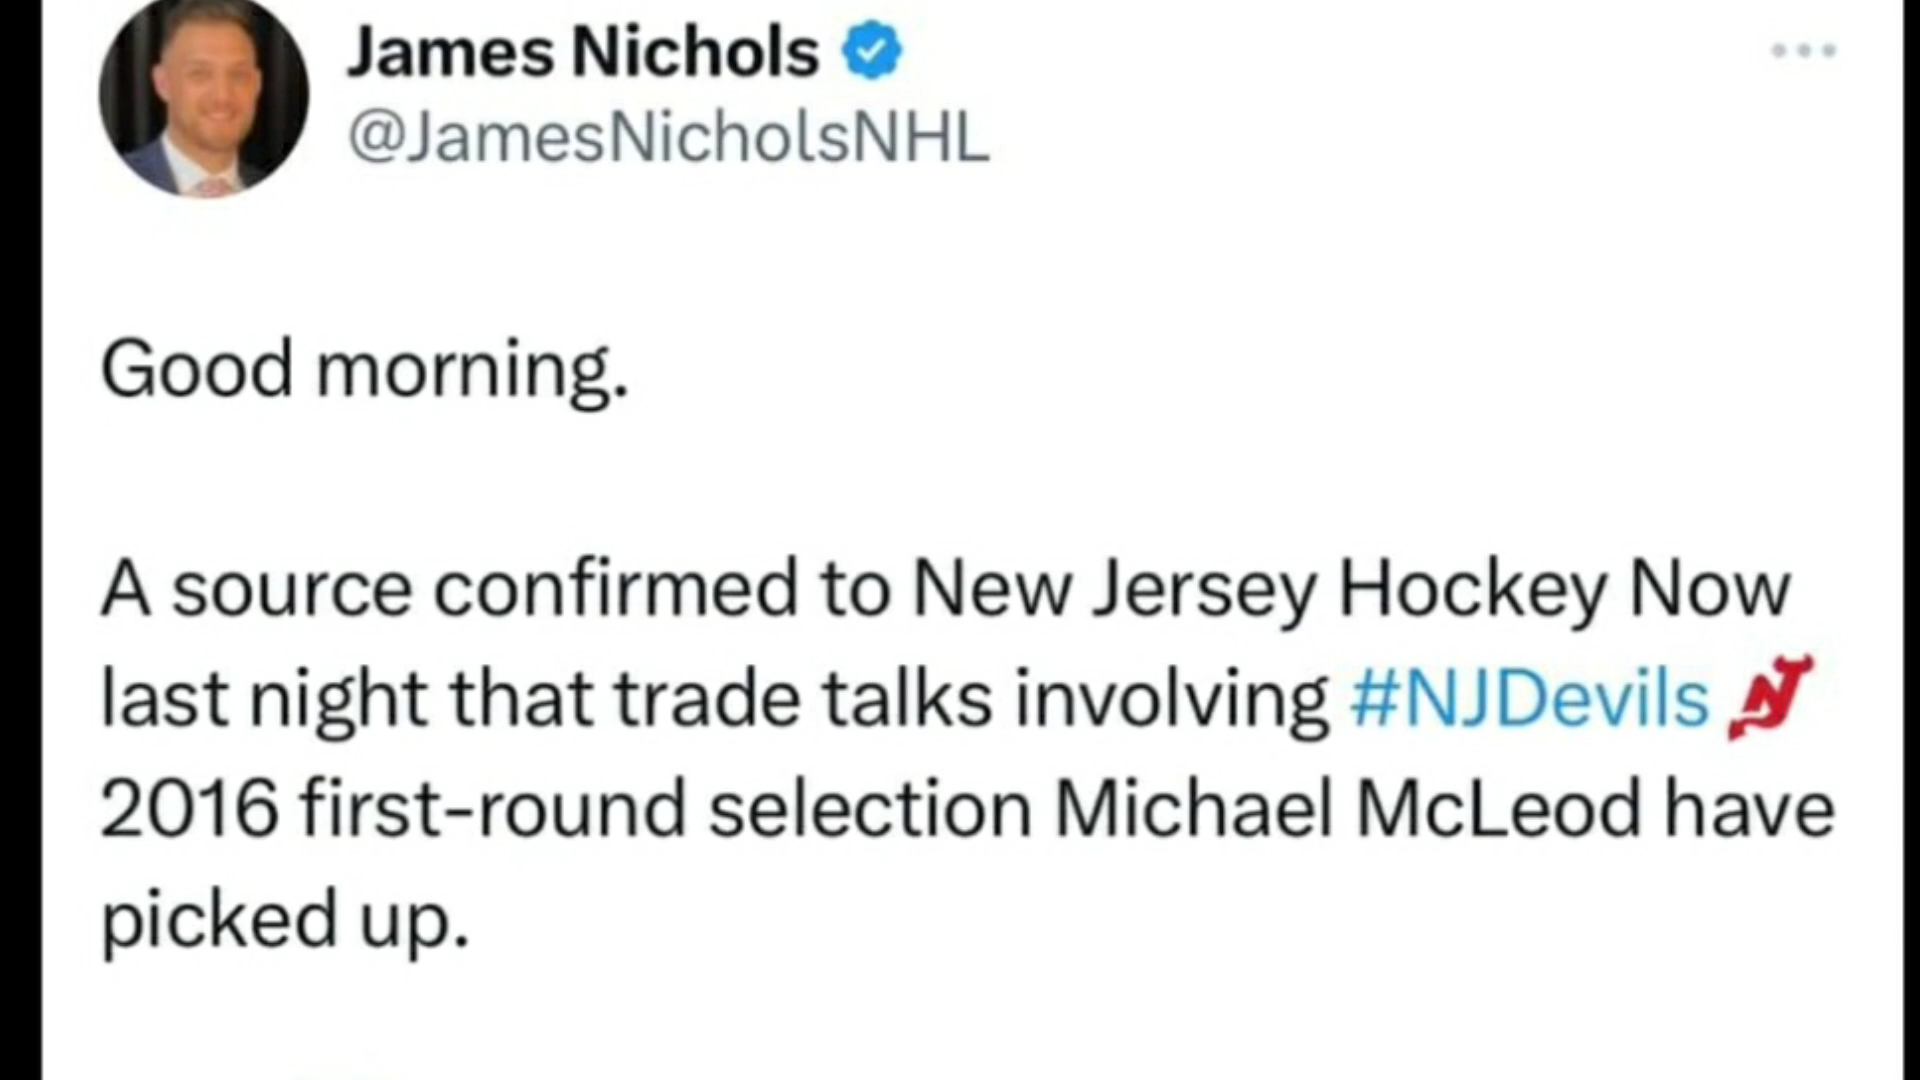 James Nichols
@JamesNicholsNHL
Good morning.
A source confirmed to New Jersey Hockey Now
last night that trade talks involving #NJDevils
2016 first-round selection Michael McLeod have
picked up.